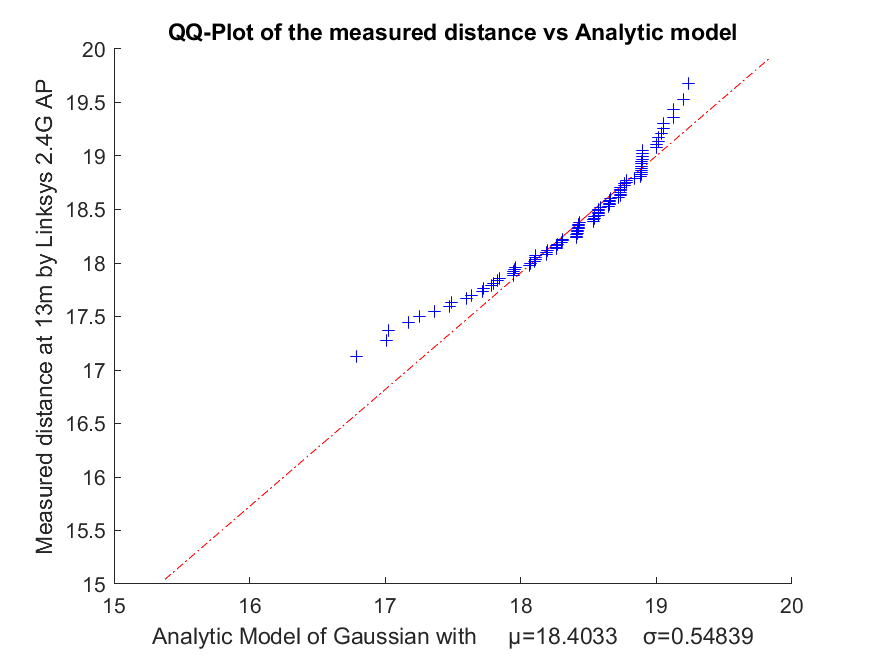 QQ-Plot of the measured distance vs Analytic model
Measured distance at 13m by Linksys 2.4G AP
20
19.5
19
18.5
18
17.5
17
16.5
16
15.5
15
15 16 17 18 19 20
Analytic Model of Gaussian with μ=18.4033 σ=0.54839